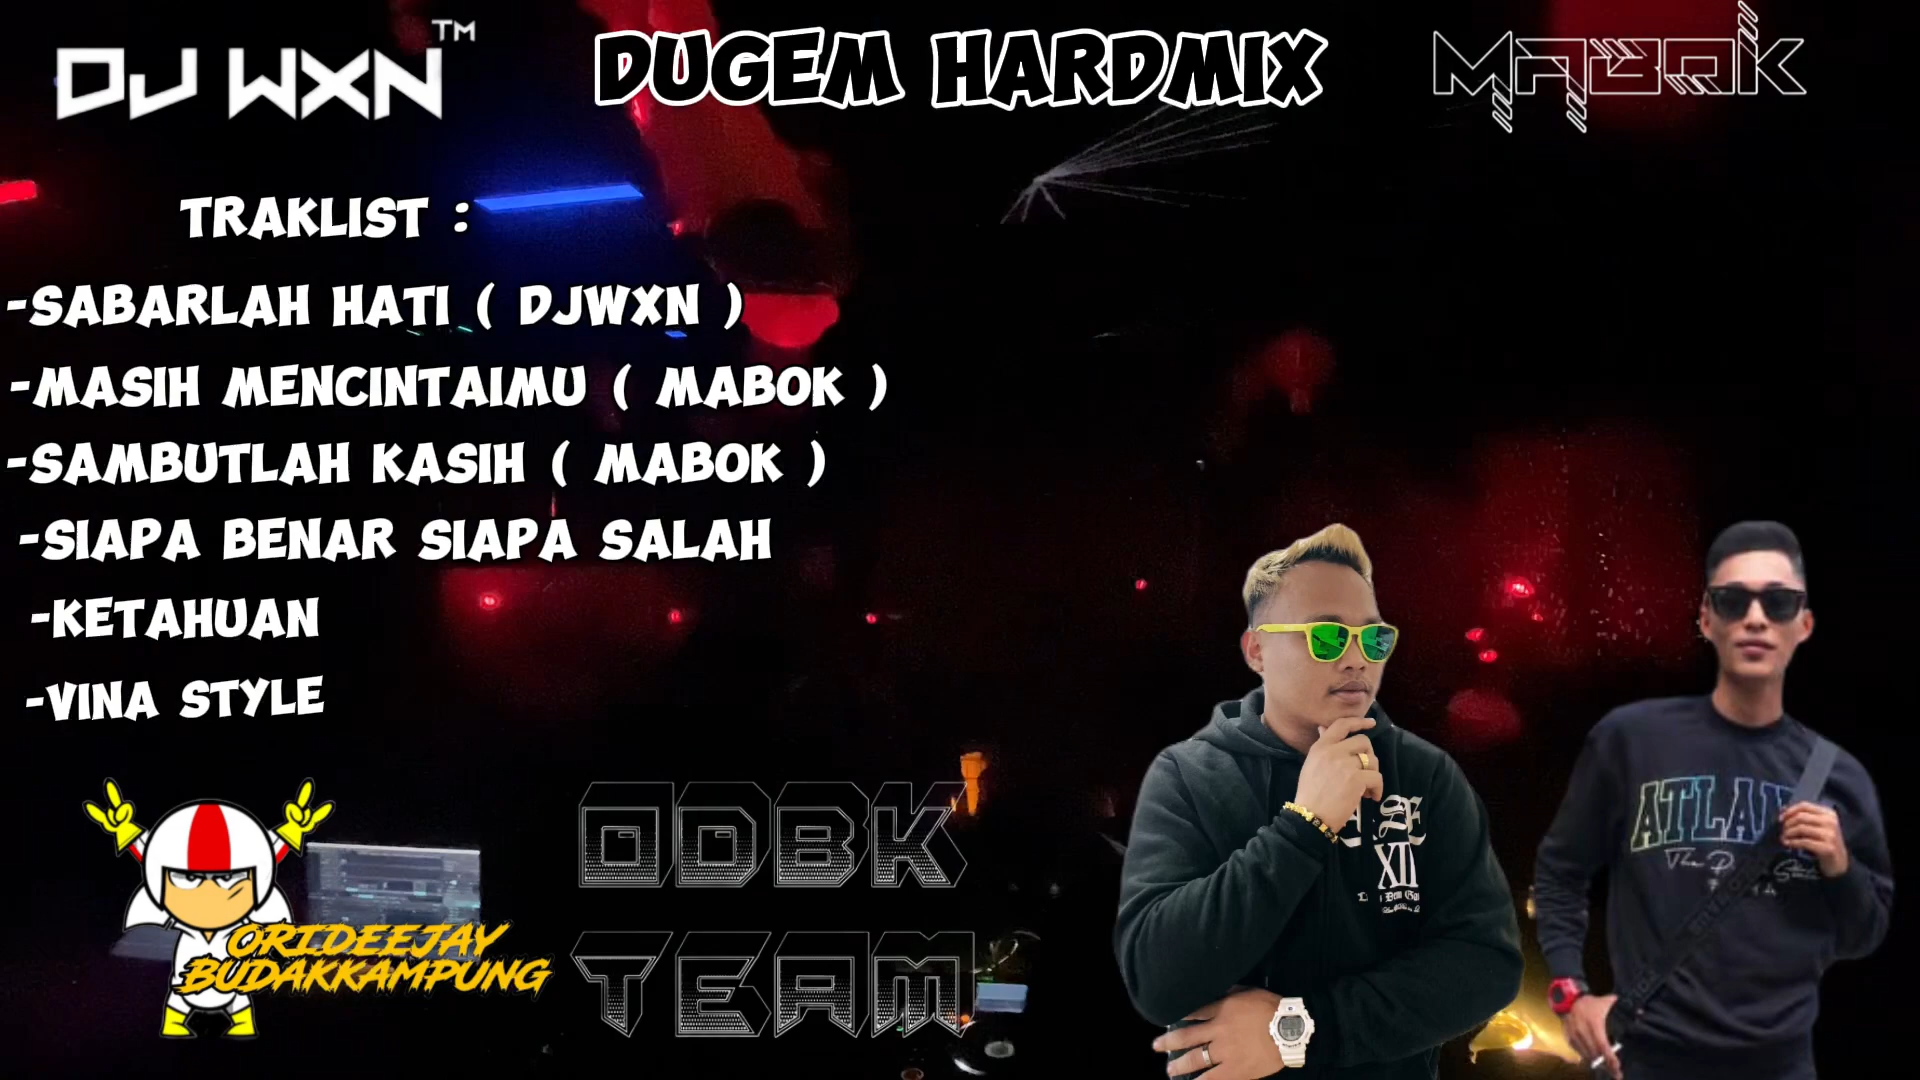 DJ WXN™
DUGEM HARDMIX
MABOK
TRAKLIST :
-SABARLAH HATI ( DJWXN )
-MASIH MENCINTAIMU ( MABOK )
-SAMBUTLAH KASIH ( MABOK )
-SIAPA BENAR SIAPA SALAH
-KETAHUAN
-VINA STYLE
ORIDEEJAY
BUDAKKAMPUNG
ODBK
TEAM
XII